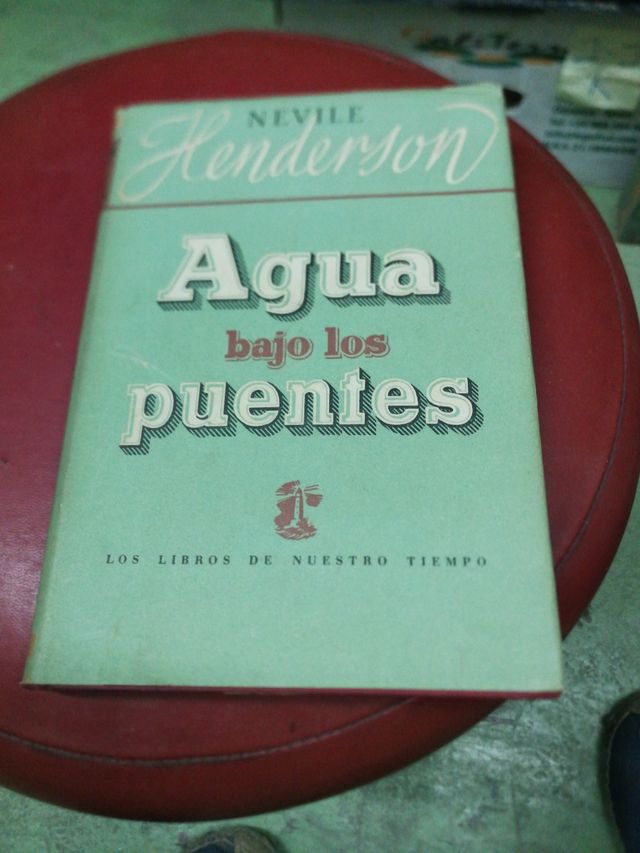 NEVILE
Henderson
Agua
bajo los
puentes
LOS LIBROS DE NUESTRO TIEMPO